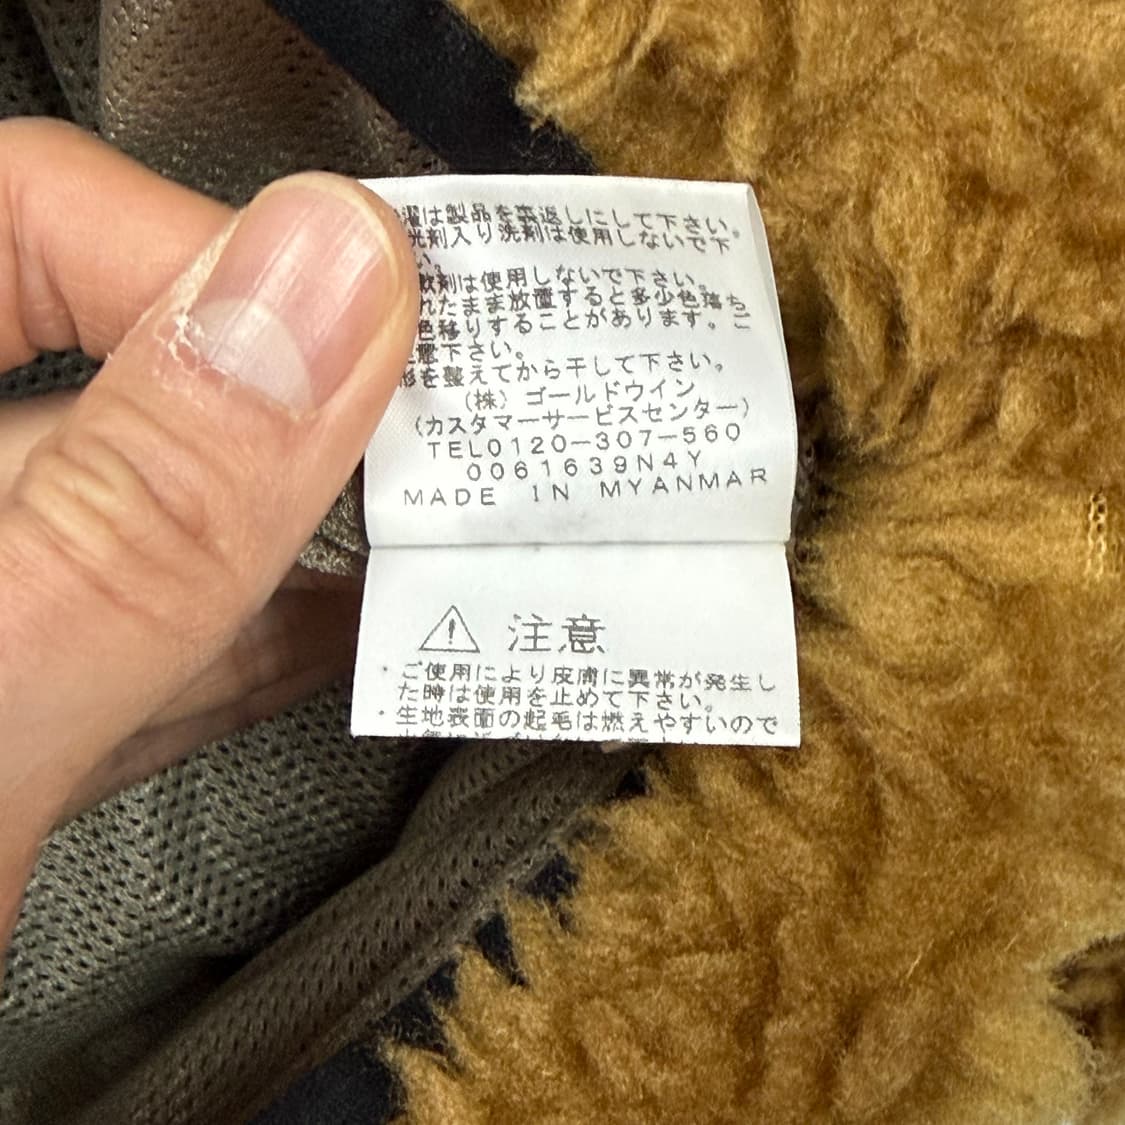 濯は製品を裏返しにして下さい。
光剤入り洗剤は使用しないで下
い。
軟剤は使用しないで下さい。
れたまま放置すると多少色落ち
色移りすることがあります。ご
意下さい。
形を整えてから干して下さい。
(株)ゴールドウイン
(カスタマーサービスセンター)
TEL0120-307-560
0061639N4Y
MADE IN MYANMAR
注意
・ご使用により皮膚に異常が発生し
た時は使用を止めて下さい。
・生地表面の起毛は燃えやすいので